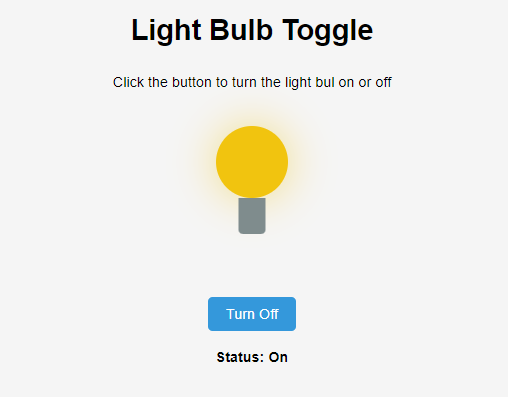 Light Bulb Toggle
Click the button to turn the light bul on or off
Turn Off
Status: On